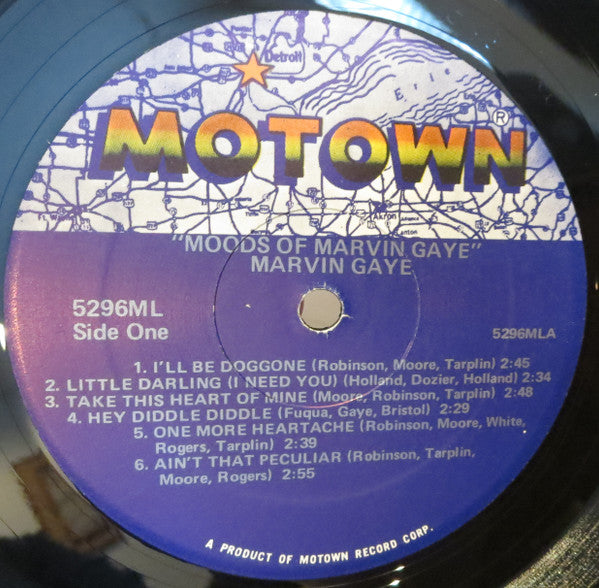 Detroit
Erie
MOTOWN®
Akron
Canton
"MOODS OF MARVIN GAYE"
MARVIN GAYE
5296ML
Side One
5296MLA
1. I'LL BE DOGGONE (Robinson, Moore, Tarplin) 2:45
2. LITTLE DARLING (I NEED YOU) (Holland, Dozier, Holland) 2:34
3. TAKE THIS HEART OF MINE (Moore, Robinson, Tarplin) 2:48
4. HEY DIDDLE DIDDLE (Fuqua, Gaye, Bristol) 2:29
5. ONE MORE HEARTACHE (Robinson, Moore, White,
Rogers, Tarplin) 2:39
6. AIN'T THAT PECULIAR (Robinson, Tarplin,
Moore, Rogers) 2:55
A PRODUCT OF MOTOWN RECORD CORP.